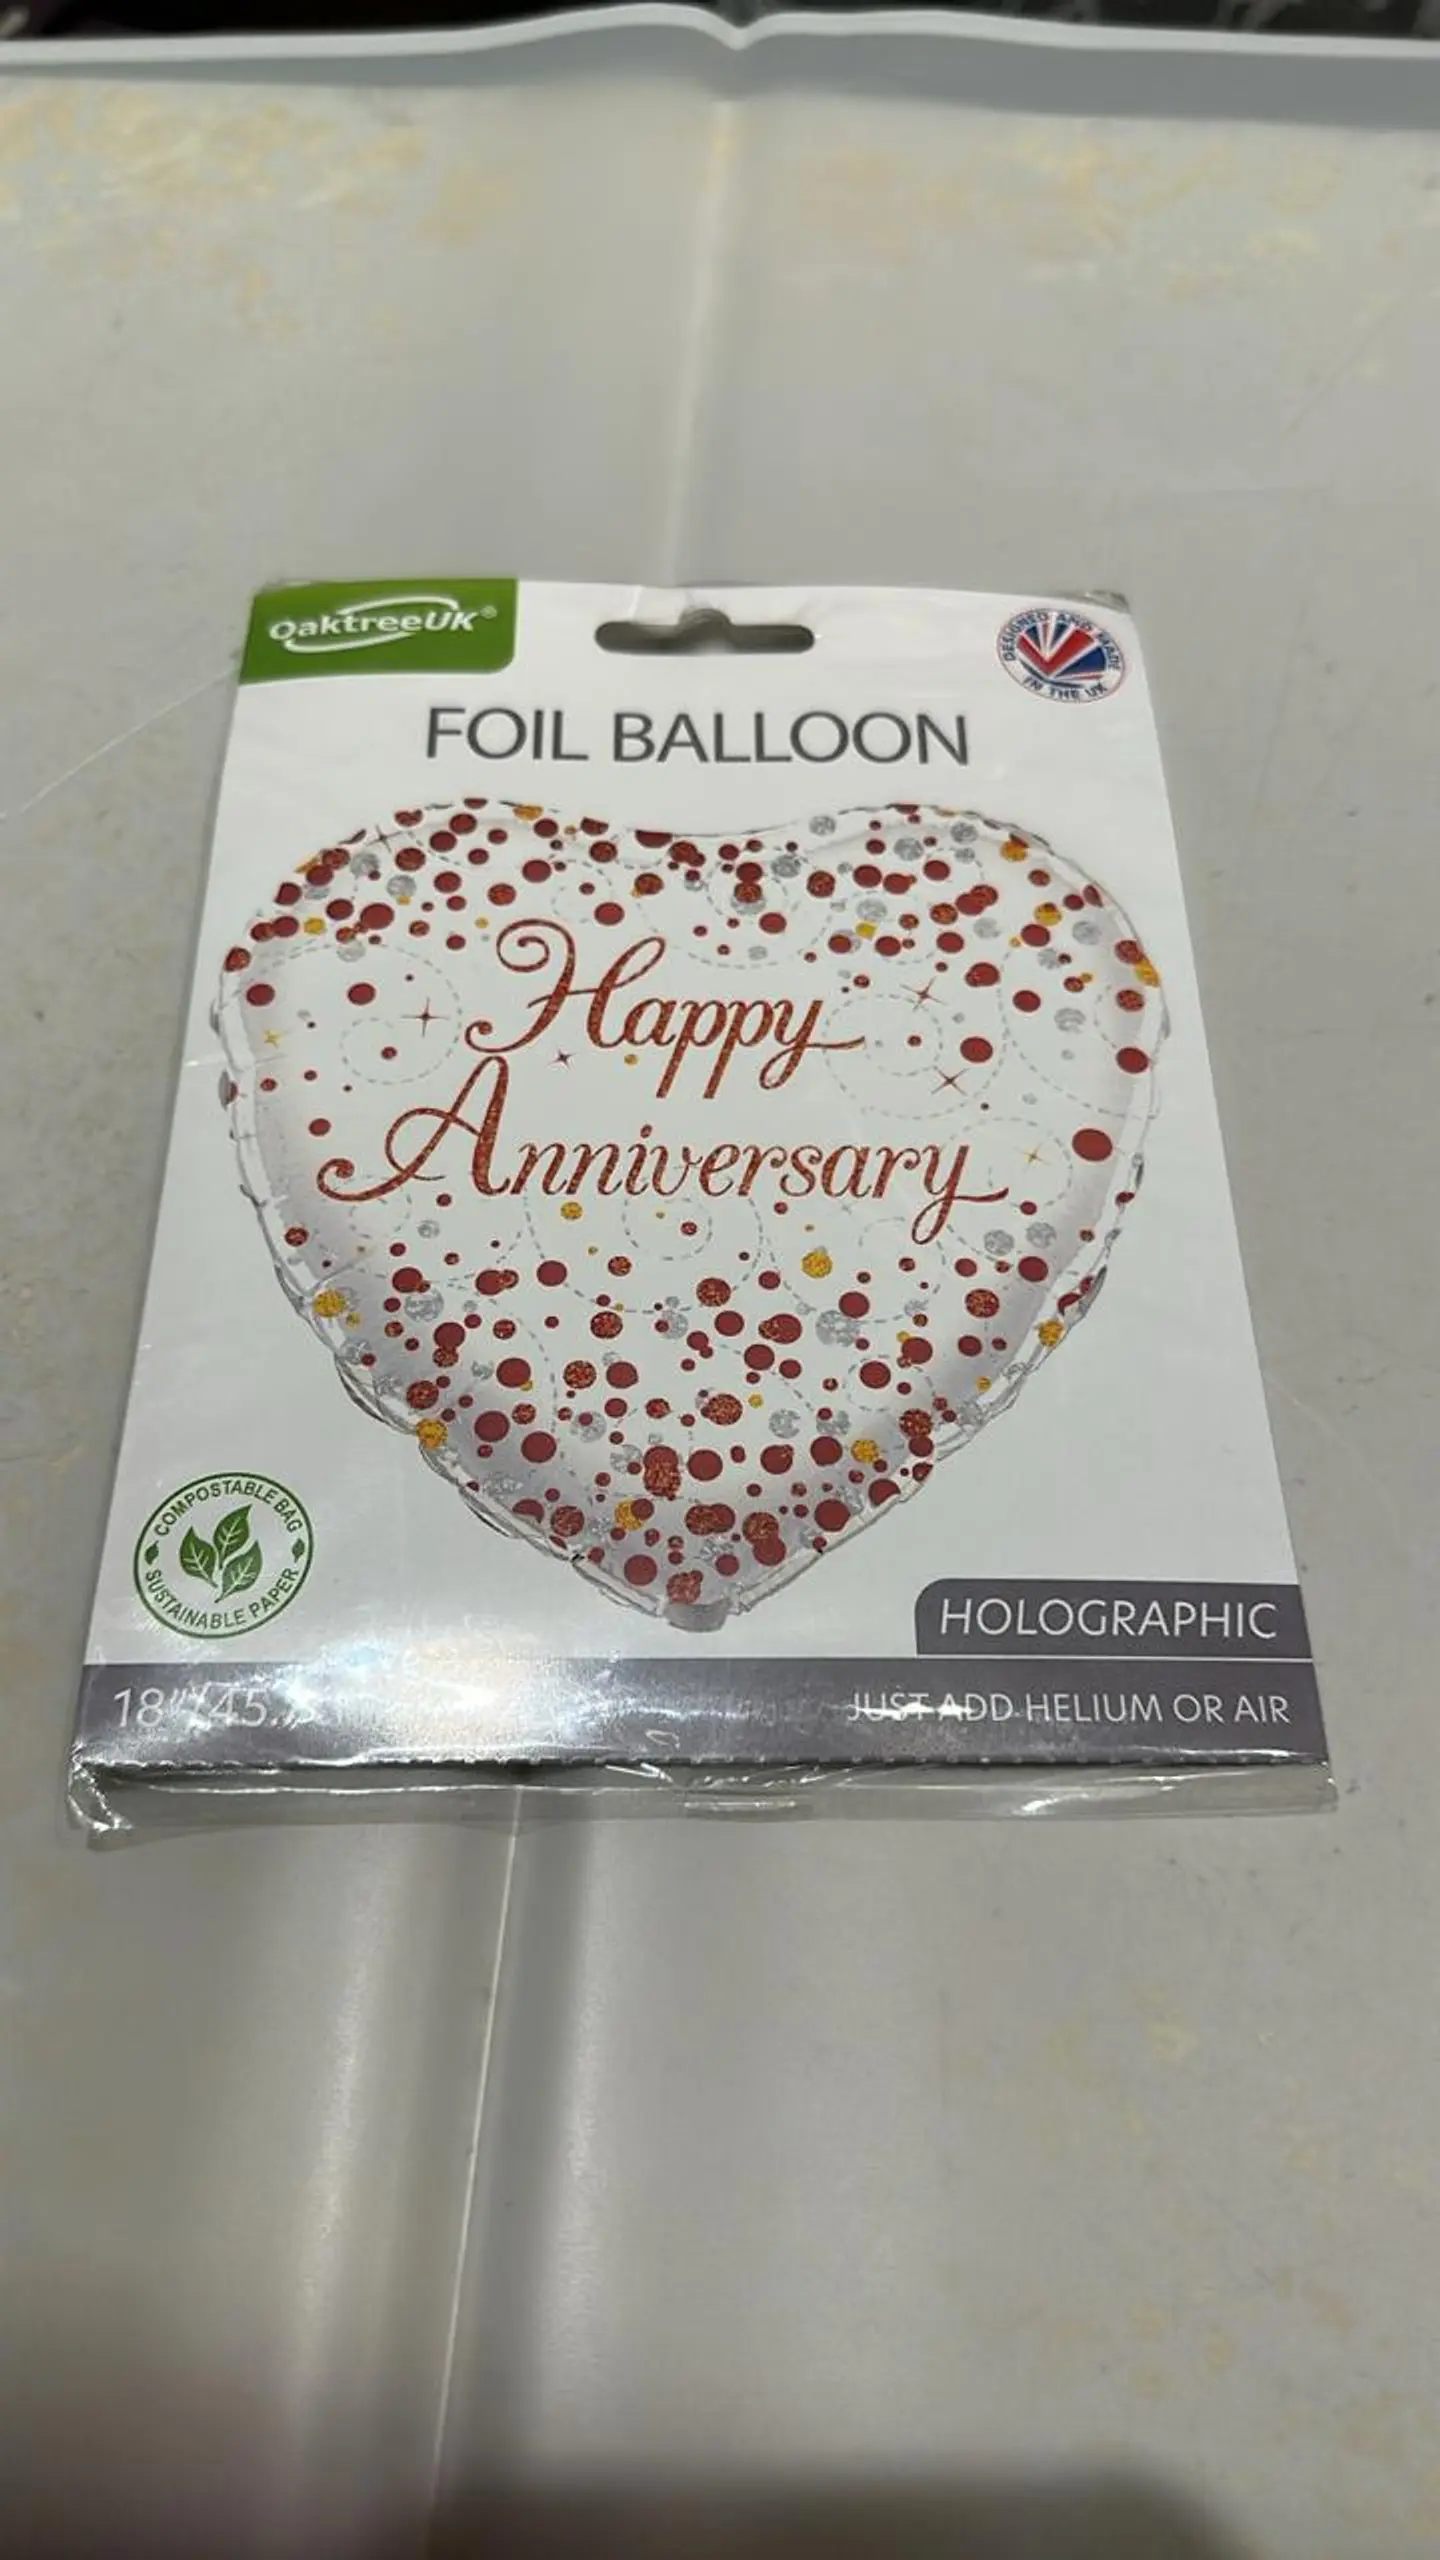 OaktreeUK®
DESIGNED AND MADE
IN THE UK
FOIL BALLOON
Happy
Anniversary
COMPOSTABLE BAG
SUSTAINABLE PAPER
HOLOGRAPHIC
JUST ADD HELIUM OR AIR